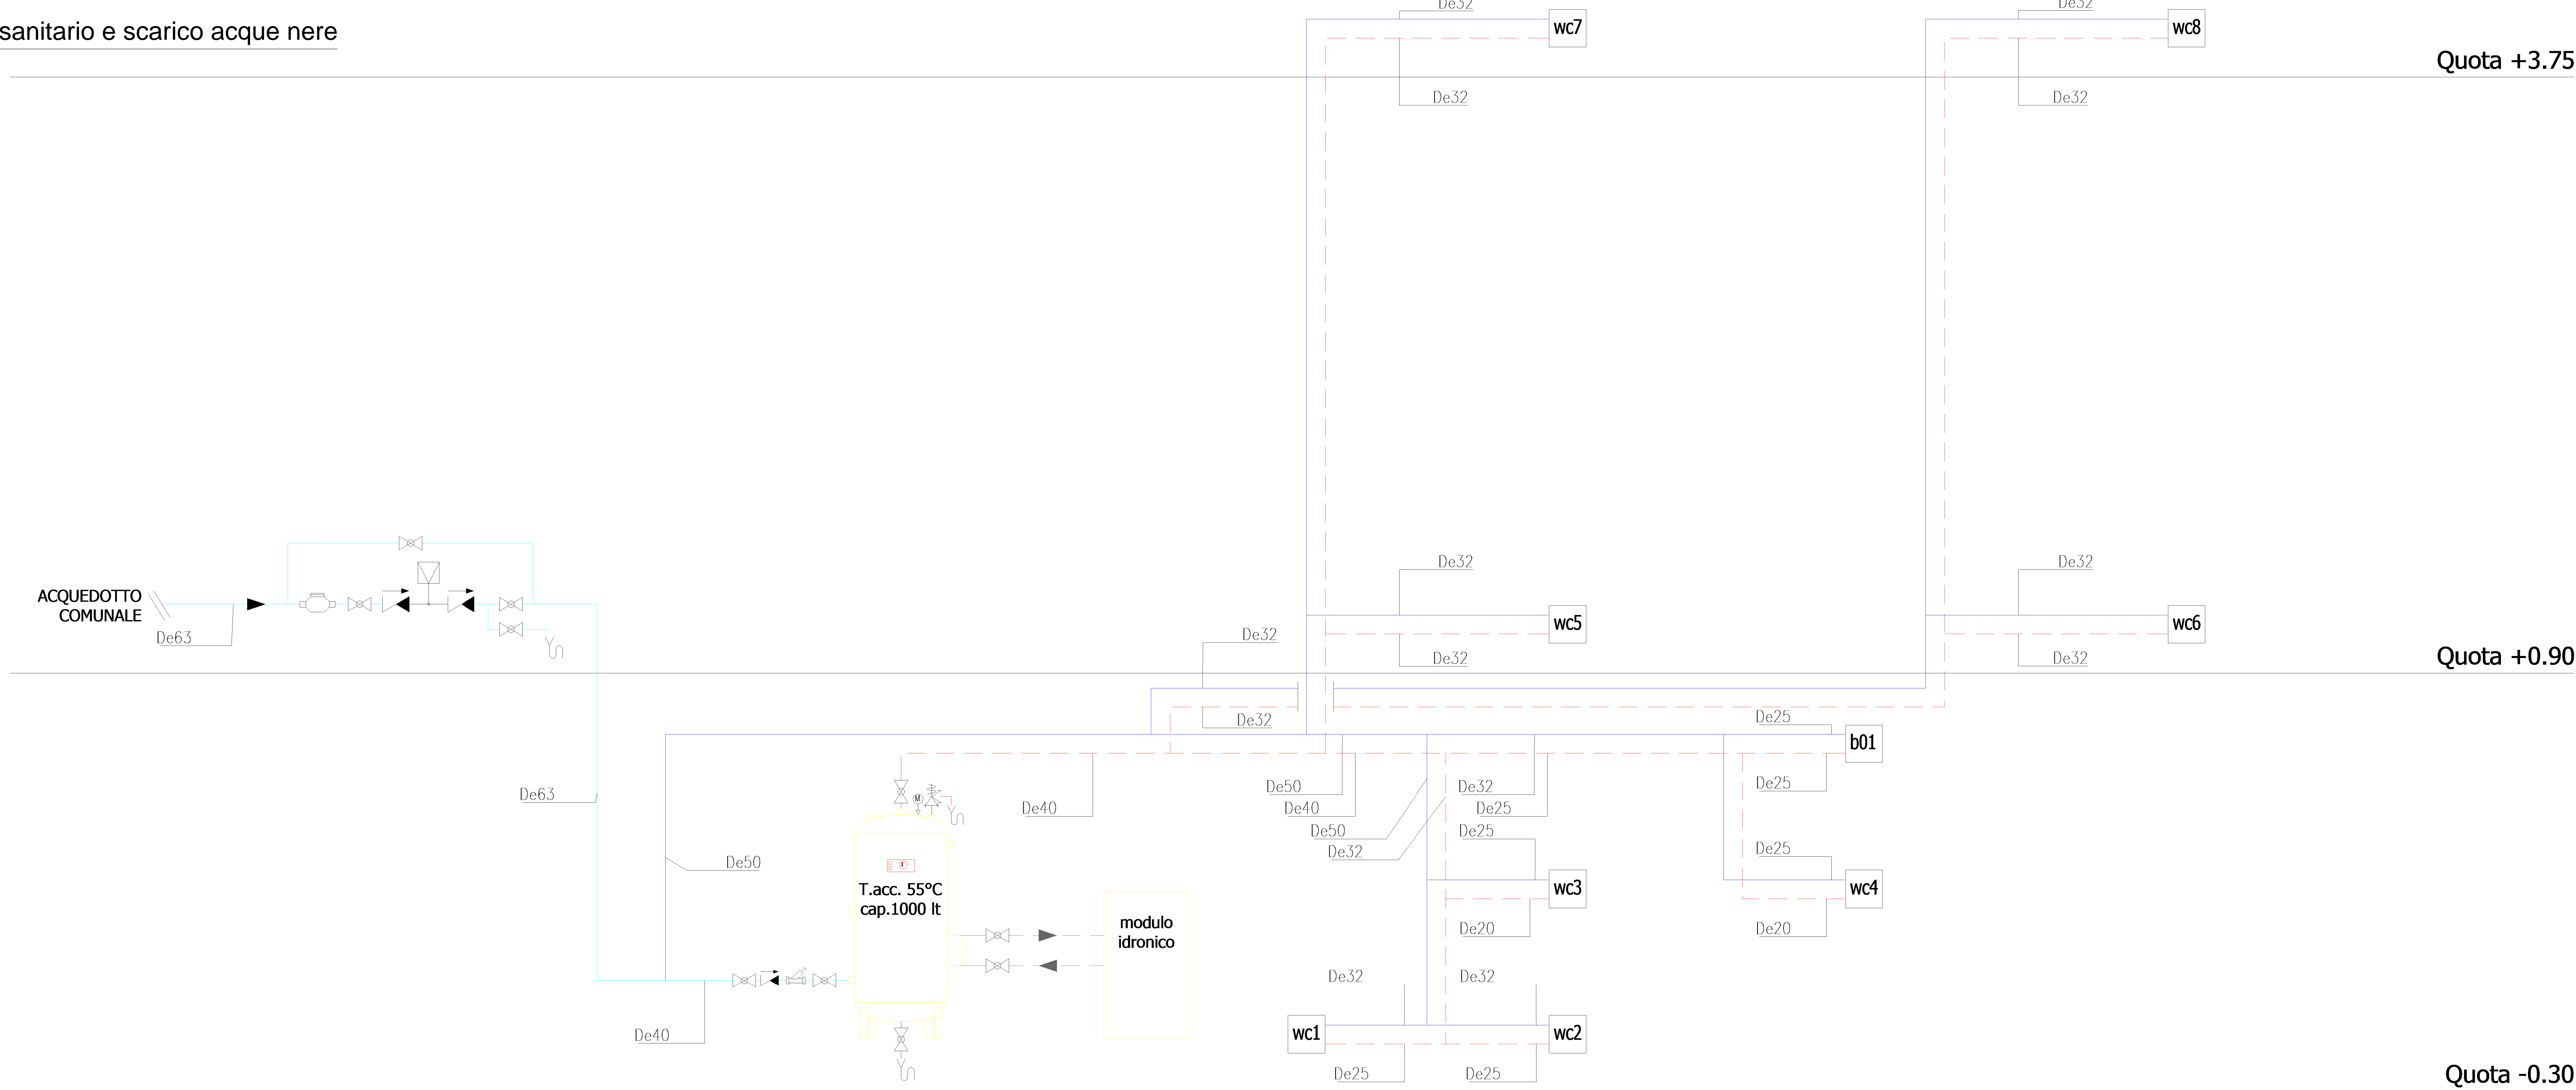 De32
De32
sanitario e scarico acque nere
wc7
wc8
Quota +3.75
De32
De32
De32
De32
ACQUEDOTTO
COMUNALE
De63
wc5
wc6
De32
De32
De32
De32
Quota +0.90
De32
De25
b01
De63
De40
De50
De40
De32
De25
De25
M
De50
De32
De25
De25
De50
T
T.acc. 55°C
cap.1000 lt
wc3
wc4
modulo
idronico
De20
De20
De32
De32
De40
wc1
wc2
De25
De25
Quota -0.30